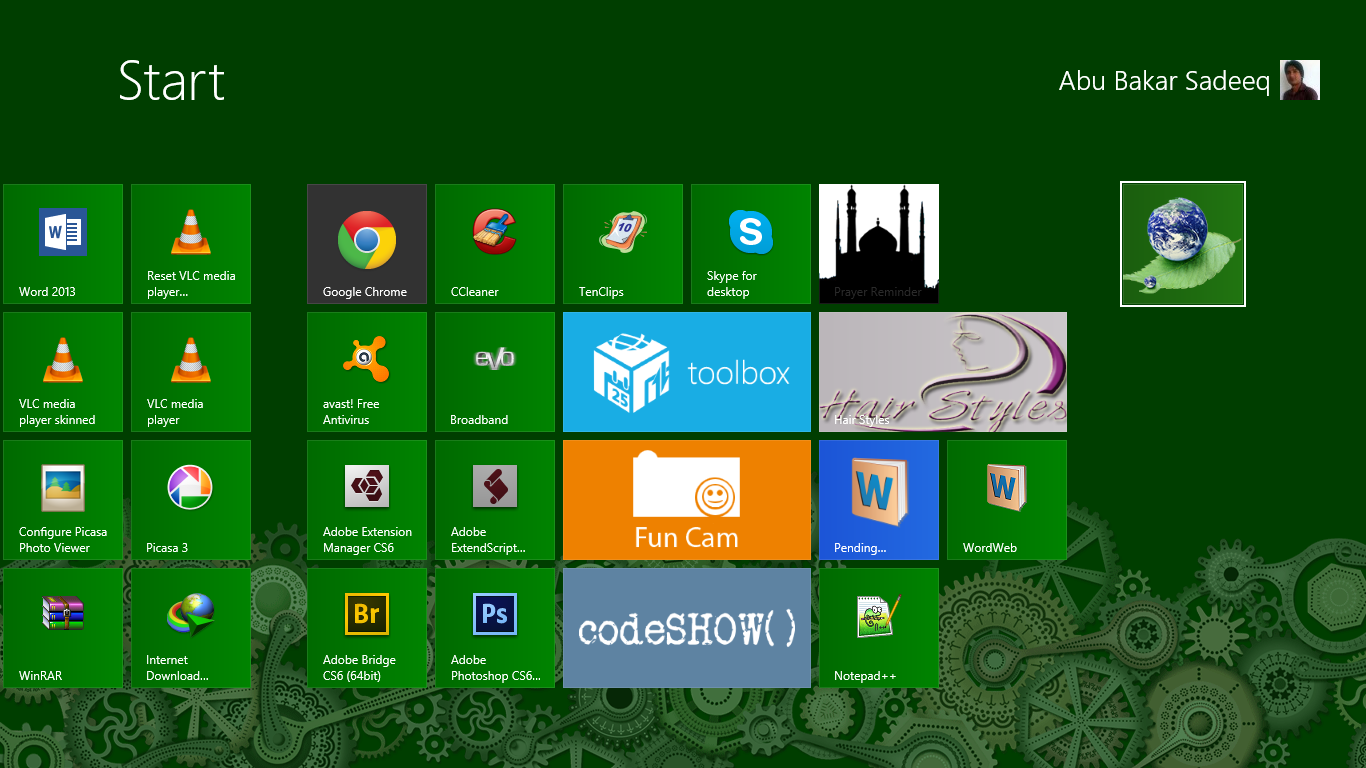 Start
Abu Bakar Sadeeq
Word 2013
Reset VLC media
player...
Google Chrome
CCleaner
10
TenClips
Skype for
desktop
Prayer Reminder
VLC media
player skinned
VLC media
player
avast! Free
Antivirus
evo
Broadband
25
toolbox
Hair Styles
Hair Styles
Configure Picasa
Photo Viewer
Picasa 3
Adobe Extension
Manager CS6
Adobe
ExtendScript...
Fun Cam
W
Pending...
W
WordWeb
WinRAR
Internet
Download...
Br
Adobe Bridge
CS6 (64bit)
Ps
Adobe
Photoshop CS6...
codeSHOW()
Notepad++